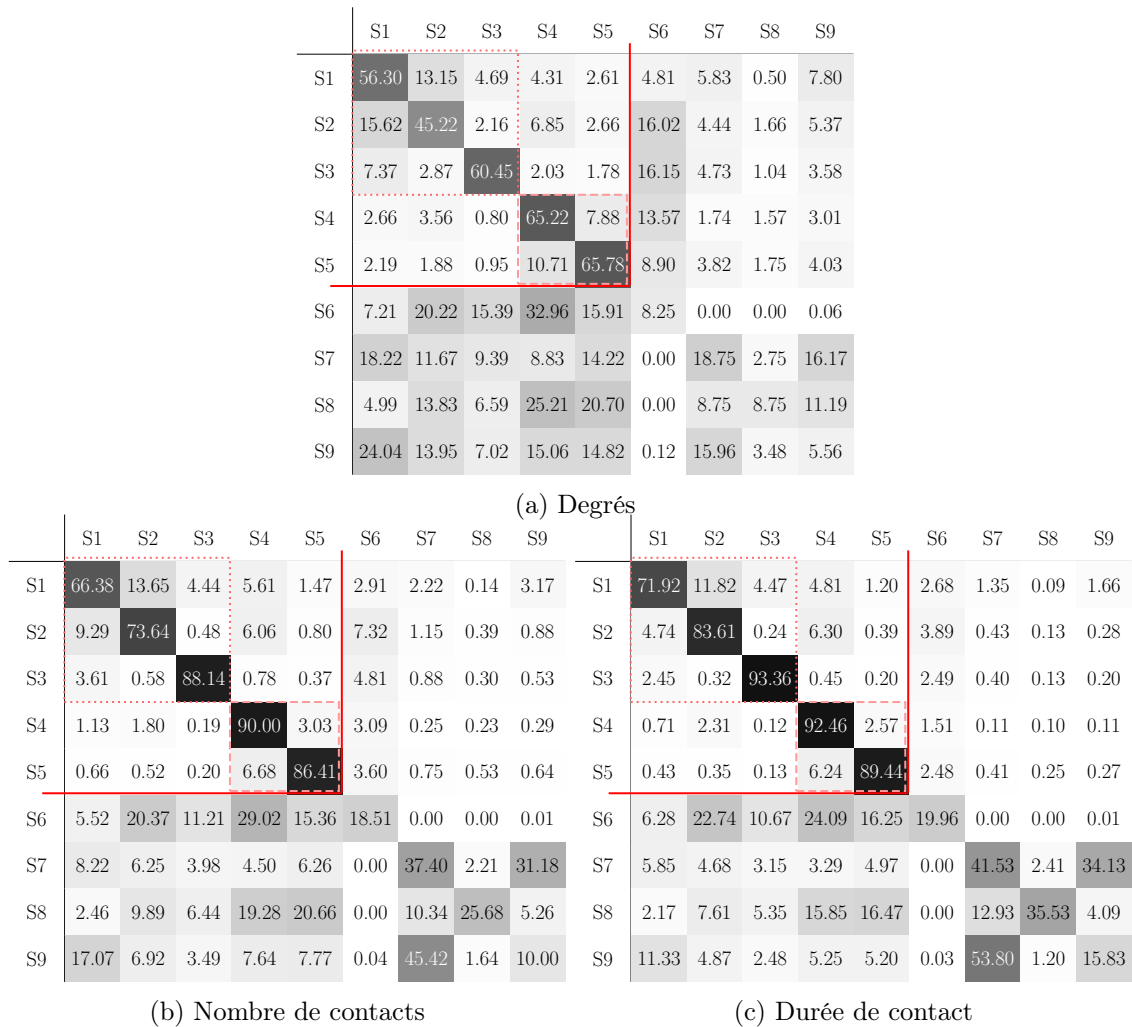 S1 S2 S3 S4 S5 S6 S7 S8 S9
S1 56.30 13.15 4.69 4.31 2.61 4.81 5.83 0.50 7.80
S2 15.62 45.22 2.16 6.85 2.66 16.02 4.44 1.66 5.37
S3 7.37 2.87 60.45 2.03 1.78 16.15 4.73 1.04 3.58
S4 2.66 3.56 0.80 65.22 7.88 13.57 1.74 1.57 3.01
S5 2.19 1.88 0.95 10.71 65.78 8.90 3.82 1.75 4.03
S6 7.21 20.22 15.39 32.96 15.91 8.25 0.00 0.00 0.06
S7 18.22 11.67 9.39 8.83 14.22 0.00 18.75 2.75 16.17
S8 4.99 13.83 6.59 25.21 20.70 0.00 8.75 8.75 11.19
S9 24.04 13.95 7.02 15.06 14.82 0.12 15.96 3.48 5.56
(a) Degrés
S1 S2 S3 S4 S5 S6 S7 S8 S9
S1 66.38 13.65 4.44 5.61 1.47 2.91 2.22 0.14 3.17
S2 9.29 73.64 0.48 6.06 0.80 7.32 1.15 0.39 0.88
S3 3.61 0.58 88.14 0.78 0.37 4.81 0.88 0.30 0.53
S4 1.13 1.80 0.19 90.00 3.03 3.09 0.25 0.23 0.29
S5 0.66 0.52 0.20 6.68 86.41 3.60 0.75 0.53 0.64
S6 5.52 20.37 11.21 29.02 15.36 18.51 0.00 0.00 0.01
S7 8.22 6.25 3.98 4.50 6.26 0.00 37.40 2.21 31.18
S8 2.46 9.89 6.44 19.28 20.66 0.00 10.34 25.68 5.26
S9 17.07 6.92 3.49 7.64 7.77 0.04 45.42 1.64 10.00
(b) Nombre de contacts
S1 S2 S3 S4 S5 S6 S7 S8 S9
S1 71.92 11.82 4.47 4.81 1.20 2.68 1.35 0.09 1.66
S2 4.74 83.61 0.24 6.30 0.39 3.89 0.43 0.13 0.28
S3 2.45 0.32 93.36 0.45 0.20 2.49 0.40 0.13 0.20
S4 0.71 2.31 0.12 92.46 2.57 1.51 0.11 0.10 0.11
S5 0.43 0.35 0.13 6.24 89.44 2.48 0.41 0.25 0.27
S6 6.28 22.74 10.67 24.09 16.25 19.96 0.00 0.00 0.01
S7 5.85 4.68 3.15 3.29 4.97 0.00 41.53 2.41 34.13
S8 2.17 7.61 5.35 15.85 16.47 0.00 12.93 35.53 4.09
S9 11.33 4.87 2.48 5.25 5.20 0.03 53.80 1.20 15.83
(c) Durée de contact